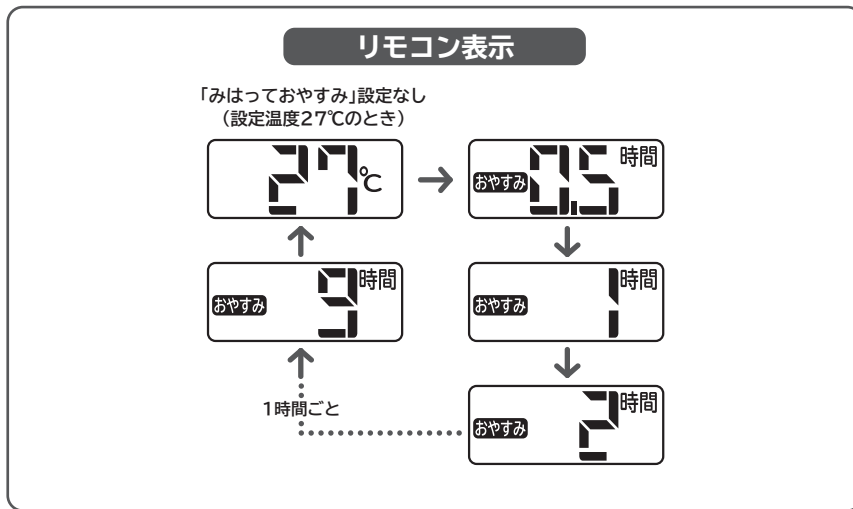 リモコン表示
「みはっておやすみ」設定なし
（設定温度27℃のとき）
27℃
おやすみ 0.5 時間
おやすみ 1 時間
おやすみ 2 時間
1時間ごと
おやすみ 9 時間